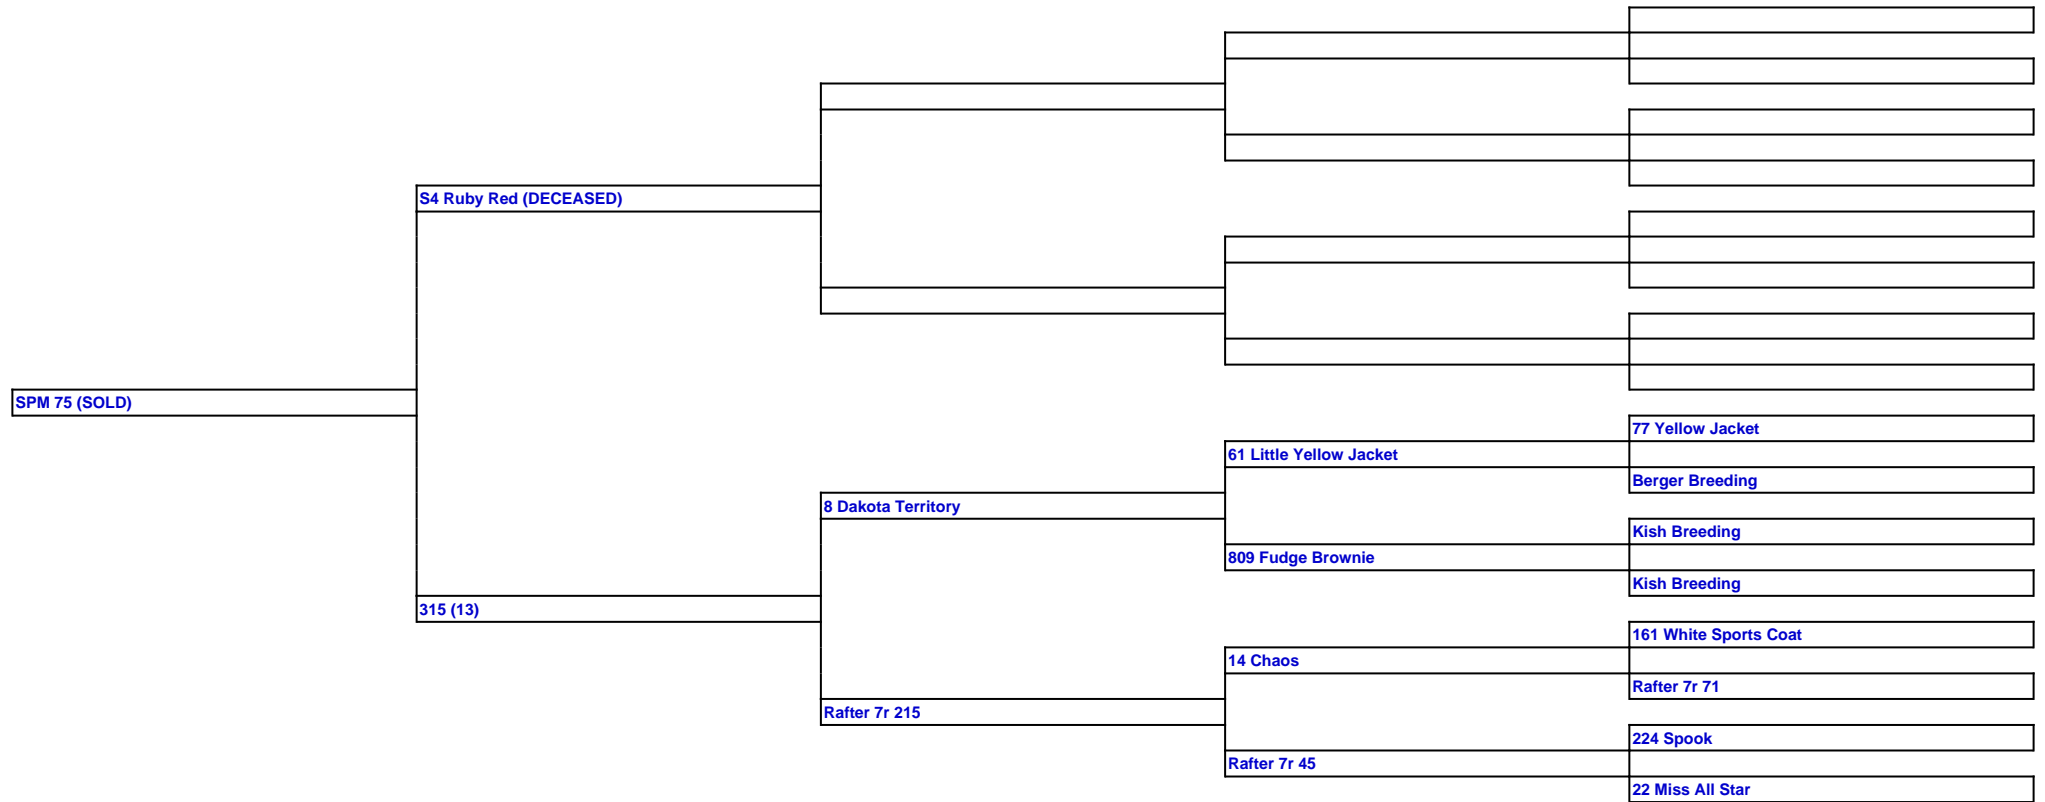 S4 Ruby Red (DECEASED)
SPM 75 (SOLD)
77 Yellow Jacket
61 Little Yellow Jacket
Berger Breeding
8 Dakota Territory
Kish Breeding
809 Fudge Brownie
Kish Breeding
315 (13)
161 White Sports Coat
14 Chaos
Rafter 7r 71
Rafter 7r 215
224 Spook
Rafter 7r 45
22 Miss All Star